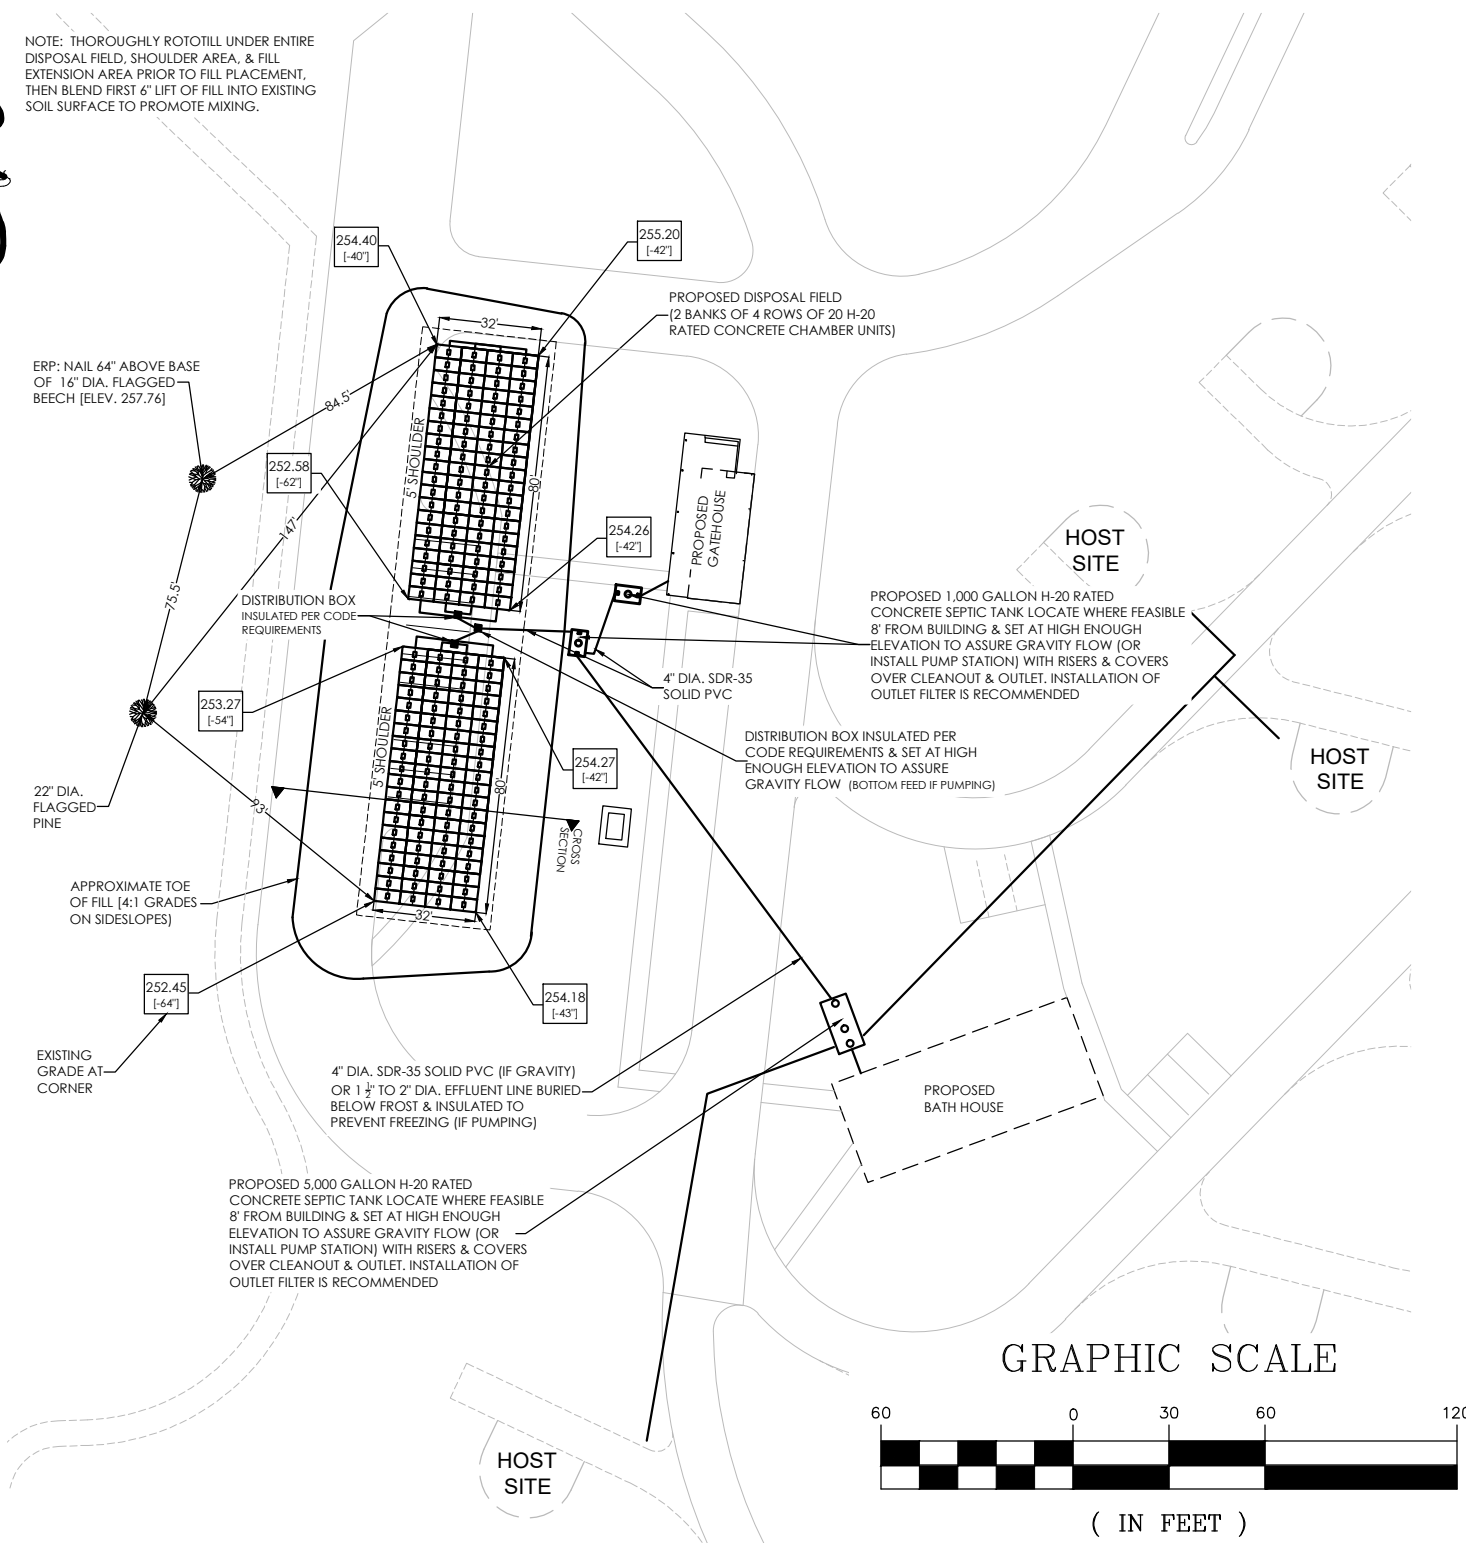 NOTE: THOROUGHLY ROTOTILL UNDER ENTIRE
DISPOSAL FIELD, SHOULDER AREA, & FILL
EXTENSION AREA PRIOR TO FILL PLACEMENT,
THEN BLEND FIRST 6" LIFT OF FILL INTO EXISTING
SOIL SURFACE TO PROMOTE MIXING.
254.40
[-40"]
255.20
[-42"]
PROPOSED DISPOSAL FIELD
(2 BANKS OF 4 ROWS OF 20 H-20
RATED CONCRETE CHAMBER UNITS)
32'
ERP: NAIL 64" ABOVE BASE
OF 16" DIA. FLAGGED
BEECH [ELEV. 257.76]
84.5'
5' SHOULDER
80'
252.58
[-62"]
147'
254.26
[-42"]
PROPOSED
GATEHOUSE
HOST
SITE
75.5'
DISTRIBUTION BOX
INSULATED PER CODE
REQUIREMENTS
PROPOSED 1,000 GALLON H-20 RATED
CONCRETE SEPTIC TANK LOCATE WHERE FEASIBLE
8' FROM BUILDING & SET AT HIGH ENOUGH
ELEVATION TO ASSURE GRAVITY FLOW (OR
INSTALL PUMP STATION) WITH RISERS & COVERS
OVER CLEANOUT & OUTLET. INSTALLATION OF
OUTLET FILTER IS RECOMMENDED
4" DIA. SDR-35
SOLID PVC
253.27
[-54"]
5' SHOULDER
80'
254.27
[-42"]
DISTRIBUTION BOX INSULATED PER
CODE REQUIREMENTS & SET AT HIGH
ENOUGH ELEVATION TO ASSURE
GRAVITY FLOW (BOTTOM FEED IF PUMPING)
HOST
SITE
22" DIA.
FLAGGED
PINE
93'
CROSS
SECTION
APPROXIMATE TOE
OF FILL [4:1 GRADES
ON SIDESLOPES)
32'
252.45
[-64"]
254.18
[-43"]
EXISTING
GRADE AT
CORNER
4" DIA. SDR-35 SOLID PVC (IF GRAVITY)
OR 1 ½" TO 2" DIA. EFFLUENT LINE BURIED
BELOW FROST & INSULATED TO
PREVENT FREEZING (IF PUMPING)
PROPOSED
BATH HOUSE
PROPOSED 5,000 GALLON H-20 RATED
CONCRETE SEPTIC TANK LOCATE WHERE FEASIBLE
8' FROM BUILDING & SET AT HIGH ENOUGH
ELEVATION TO ASSURE GRAVITY FLOW (OR
INSTALL PUMP STATION) WITH RISERS & COVERS
OVER CLEANOUT & OUTLET. INSTALLATION OF
OUTLET FILTER IS RECOMMENDED
HOST
SITE
GRAPHIC SCALE
60 0 30 60 120
( IN FEET )